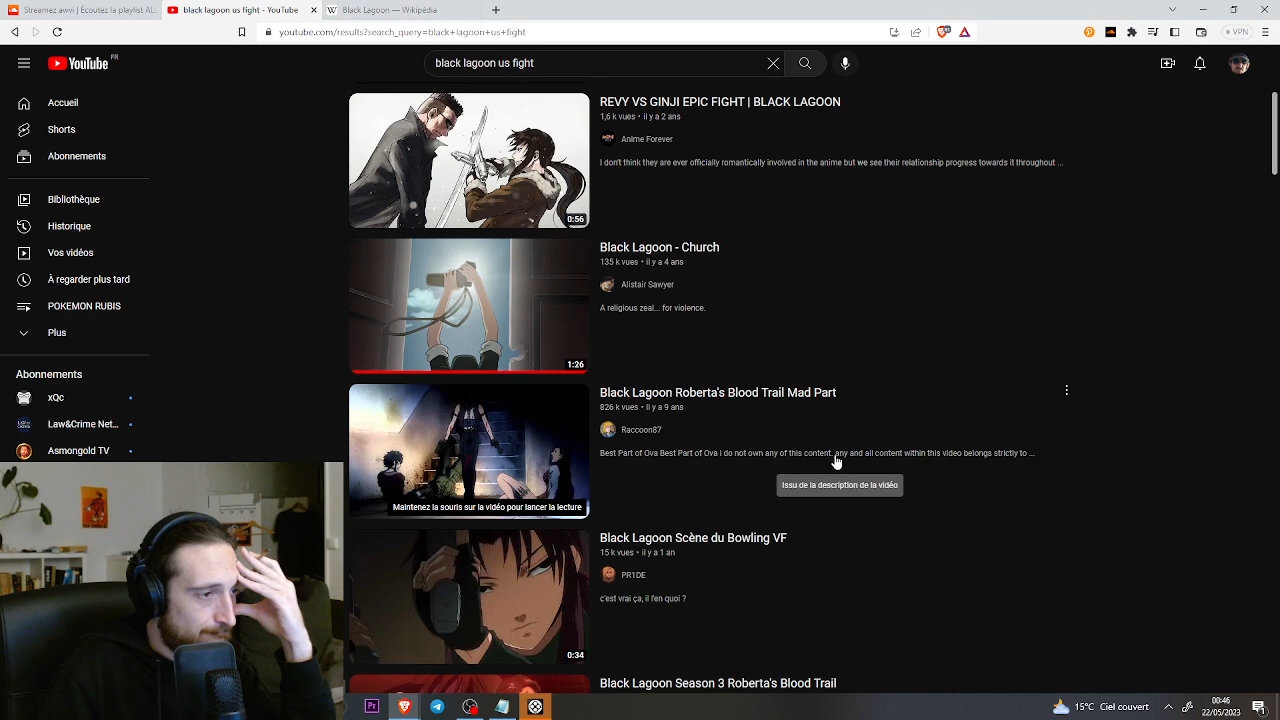 Streamez awvi | Écoutez la playlist ALL
black lagoon us fight - YouTube
Black Lagoon — Wikipédia
youtube.com/results?search_query=black+lagoon+us+fight
VPN
YouTube FR
black lagoon us fight
Accueil
Shorts
Abonnements
Bibliothèque
Historique
Vos vidéos
À regarder plus tard
POKEMON RUBIS
Plus
Abonnements
xQc
Law&Crime Net...
Asmongold TV
REVY VS GINJI EPIC FIGHT | BLACK LAGOON
1,6 k vues • il y a 2 ans
Anime Forever
I don't think they are ever officially romantically involved in the anime but we see their relationship progress towards it throughout ...
0:56
Black Lagoon - Church
135 k vues • il y a 4 ans
Alistair Sawyer
A religious zeal... for violence.
1:26
Black Lagoon Roberta's Blood Trail Mad Part
826 k vues • il y a 9 ans
Raccoon87
Best Part of Ova Best Part of Ova I do not own any of this content. any and all content within this video belongs strictly to ...
Issu de la description de la vidéo
Maintenez la souris sur la vidéo pour lancer la lecture
Black Lagoon Scène du Bowling VF
15 k vues • il y a 1 an
PR1DE
c'est vrai ça, il l'en quoi ?
0:34
Black Lagoon Season 3 Roberta's Blood Trail
Pr
15°C Ciel couvert
00:46
22/05/2023